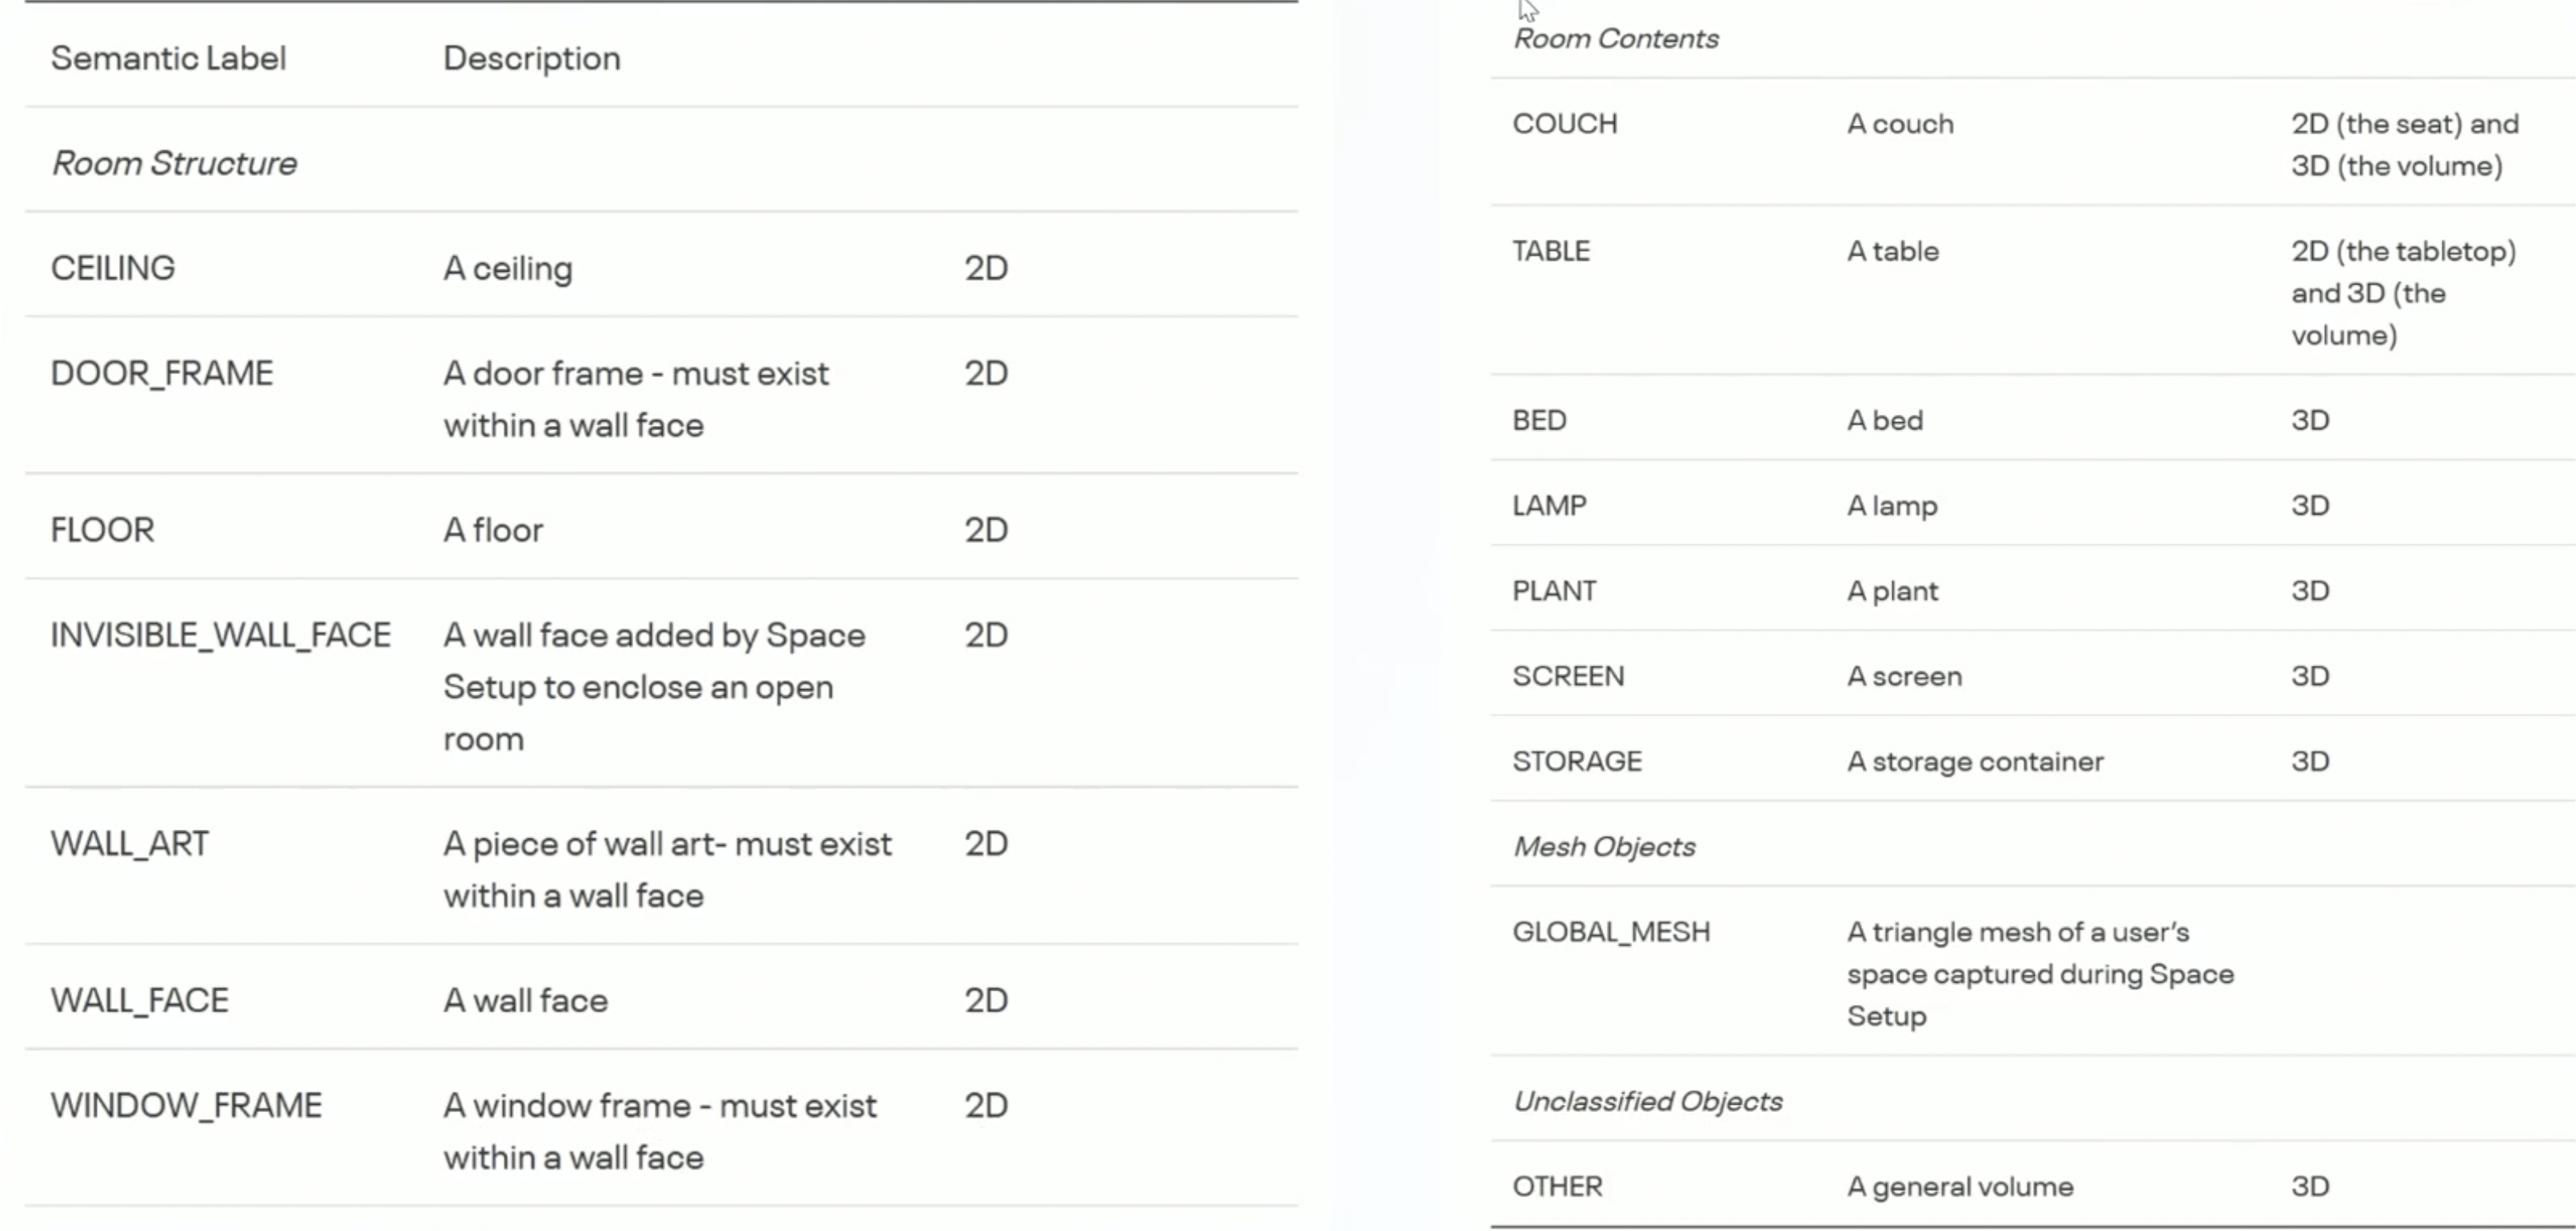 Semantic Label Description
Room Structure
CEILING A ceiling 2D
DOOR_FRAME A door frame - must exist 2D
within a wall face
FLOOR A floor 2D
INVISIBLE_WALL_FACE A wall face added by Space 2D
Setup to enclose an open
room
WALL_ART A piece of wall art- must exist 2D
within a wall face
WALL_FACE A wall face 2D
WINDOW_FRAME A window frame - must exist 2D
within a wall face
Room Contents
COUCH A couch 2D (the seat) and
3D (the volume)
TABLE A table 2D (the tabletop)
and 3D (the
volume)
BED A bed 3D
LAMP A lamp 3D
PLANT A plant 3D
SCREEN A screen 3D
STORAGE A storage container 3D
Mesh Objects
GLOBAL_MESH A triangle mesh of a user's
space captured during Space
Setup
Unclassified Objects
OTHER A general volume 3D